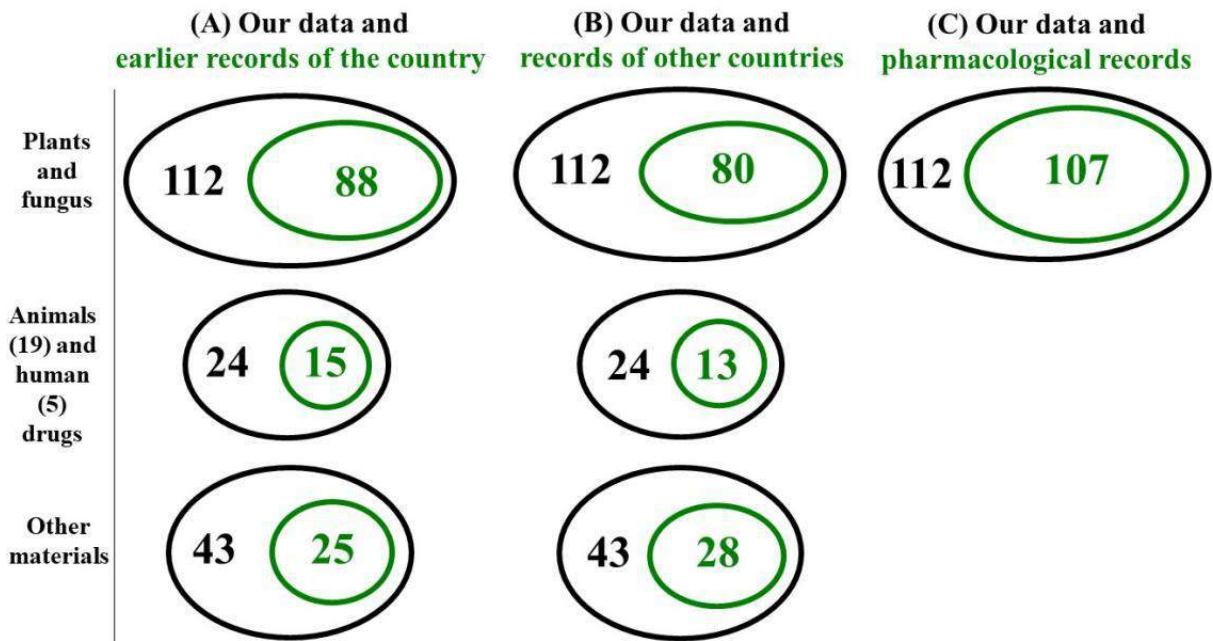 (A) Our data and
earlier records of the country
(B) Our data and
records of other countries
(C) Our data and
pharmacological records
Plants
and
fungus
112 88
112 80
112 107
Animals
(19) and
human
(5)
drugs
24 15
24 13
Other
materials
43 25
43 28